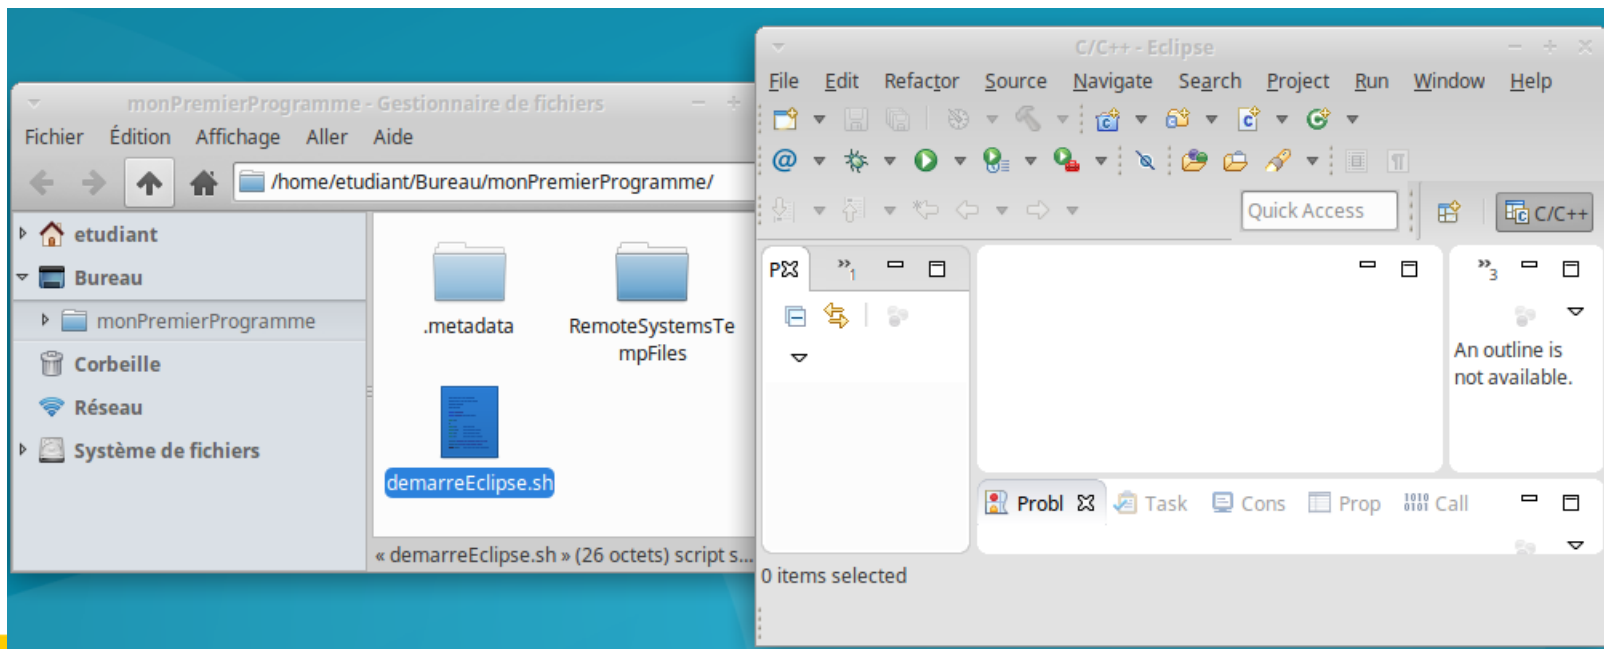 monPremierProgramme - Gestionnaire de fichiers
Fichier Édition Affichage Aller Aide
/home/etudiant/Bureau/monPremierProgramme/
etudiant
Bureau
monPremierProgramme
Corbeille
Réseau
Système de fichiers
.metadata
RemoteSystemsTe
mpFiles
demarreEclipse.sh
« demarreEclipse.sh » (26 octets) script s...
C/C++ - Eclipse
File Edit Refactor Source Navigate Search Project Run Window Help
Quick Access
C/C++
P
»1
»3
An outline is
not available.
Probl Task Cons Prop Call
0 items selected